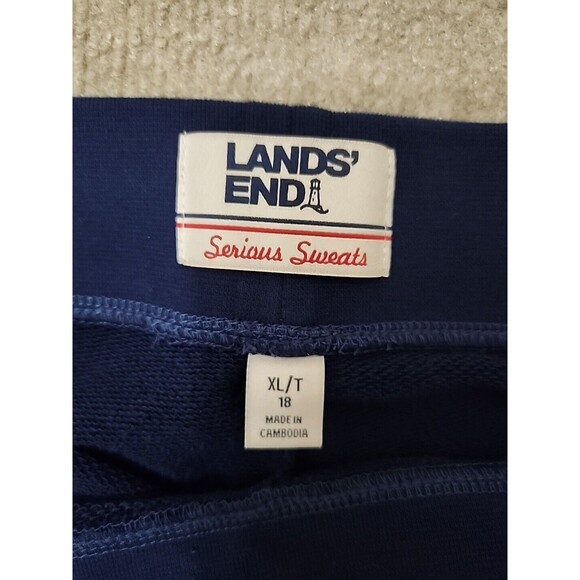 LANDS'
END
Serious Sweats
XL/T
18
MADE IN
CAMBODIA